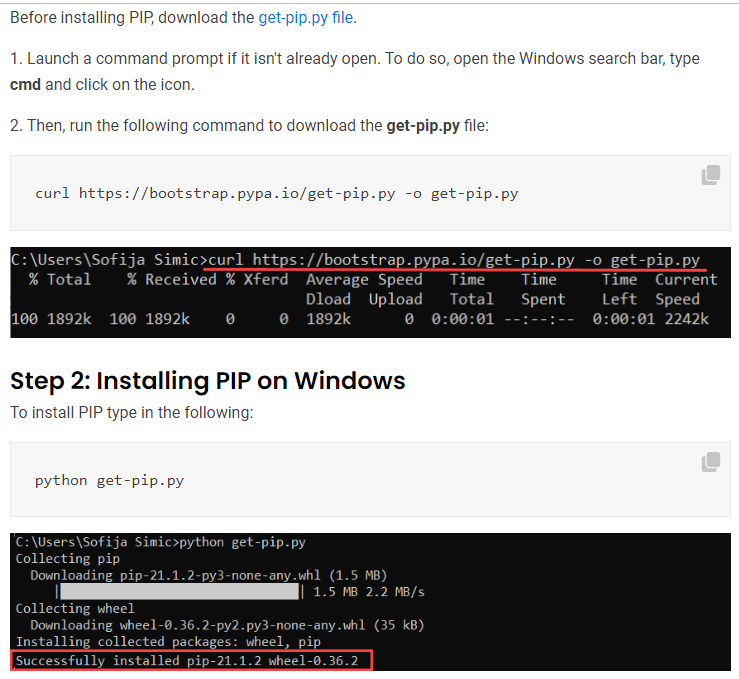 Before installing PIP, download the get-pip.py file.
1. Launch a command prompt if it isn't already open. To do so, open the Windows search bar, type
cmd and click on the icon.
2. Then, run the following command to download the get-pip.py file:
curl https://bootstrap.pypa.io/get-pip.py -o get-pip.py
C:\Users\Sofija Simic>curl https://bootstrap.pypa.io/get-pip.py -o get-pip.py
% Total % Received % Xferd Average Speed Time Time Time Current
Dload Upload Total Spent Left Speed
100 1892k 100 1892k 0 0 1892k 0 0:00:01 --:--:-- 0:00:01 2242k
Step 2: Installing PIP on Windows
To install PIP type in the following:
python get-pip.py
C:\Users\Sofija Simic>python get-pip.py
Collecting pip
Downloading pip-21.1.2-py3-none-any.whl (1.5 MB)
| | 1.5 MB 2.2 MB/s
Collecting wheel
Downloading wheel-0.36.2-py2.py3-none-any.whl (35 kB)
Installing collected packages: wheel, pip
Successfully installed pip-21.1.2 wheel-0.36.2